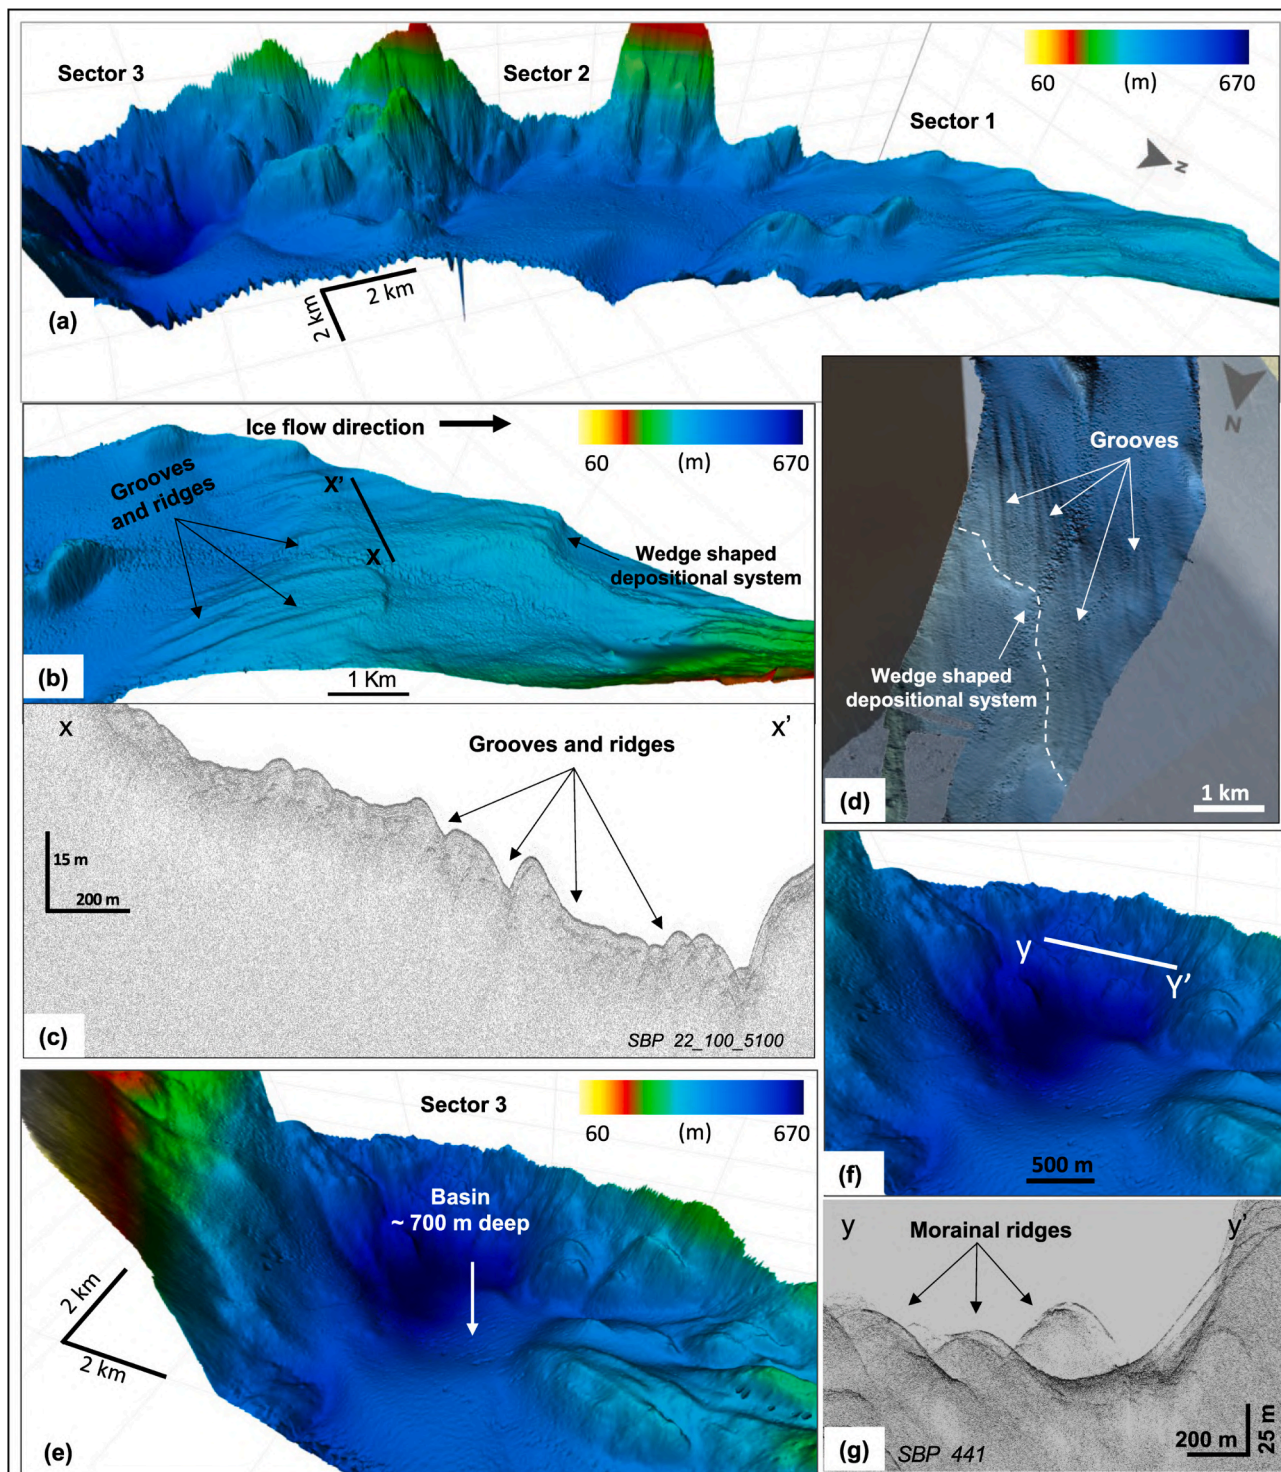 Sector 3
Sector 2
Sector 1
60
(m)
670
N
2 km
2 km
(a)
Ice flow direction
60
(m)
670
Grooves
and ridges
X'
X
Wedge shaped
depositional system
(b)
1 Km
N
Grooves
Wedge shaped
depositional system
(d)
1 km
X
X'
Grooves and ridges
15 m
200 m
(c)
SBP 22_100_5100
y
Y'
(f)
500 m
Sector 3
60
(m)
670
Basin
~ 700 m deep
2 km
2 km
(e)
y
y'
Morainal ridges
(g)
SBP 441
200 m
25 m